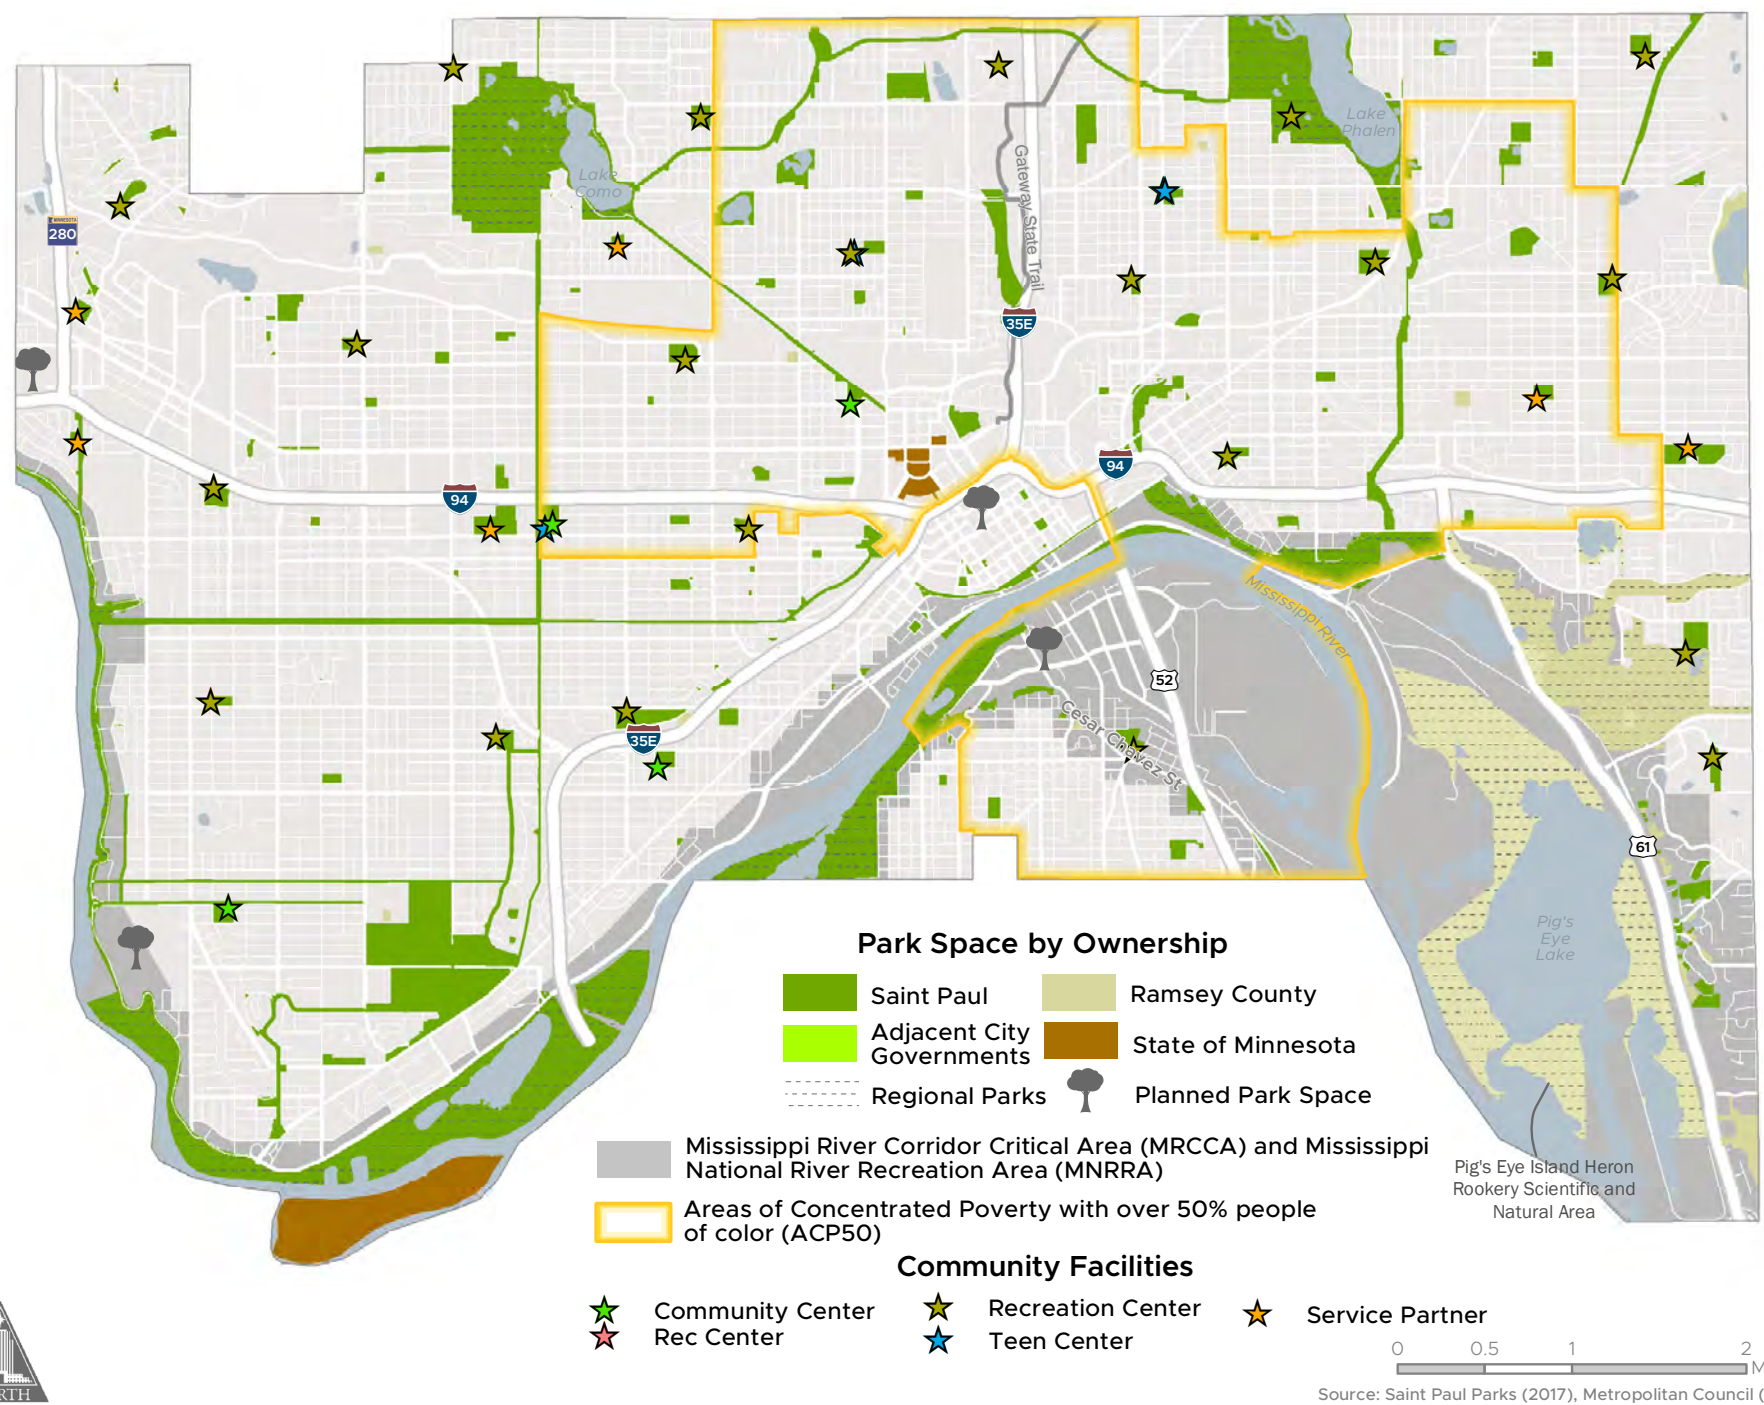 Lake
Phalen
Gateway State Trail
Lake
Como
MINNESOTA
280
35E
94
94
Mississippi River
52
Cesar Chavez St
35E
61
Pig's
Eye
Lake
Park Space by Ownership
Saint Paul
Ramsey County
Adjacent City
Governments
State of Minnesota
Regional Parks
Planned Park Space
Mississippi River Corridor Critical Area (MRCCA) and Mississippi
National River Recreation Area (MNRRA)
Pig's Eye Island Heron
Rookery Scientific and
Natural Area
Areas of Concentrated Poverty with over 50% people
of color (ACP50)
Community Facilities
Community Center
Recreation Center
Service Partner
Rec Center
Teen Center
0 0.5 1 2
M
RTH
Source: Saint Paul Parks (2017), Metropolitan Council (